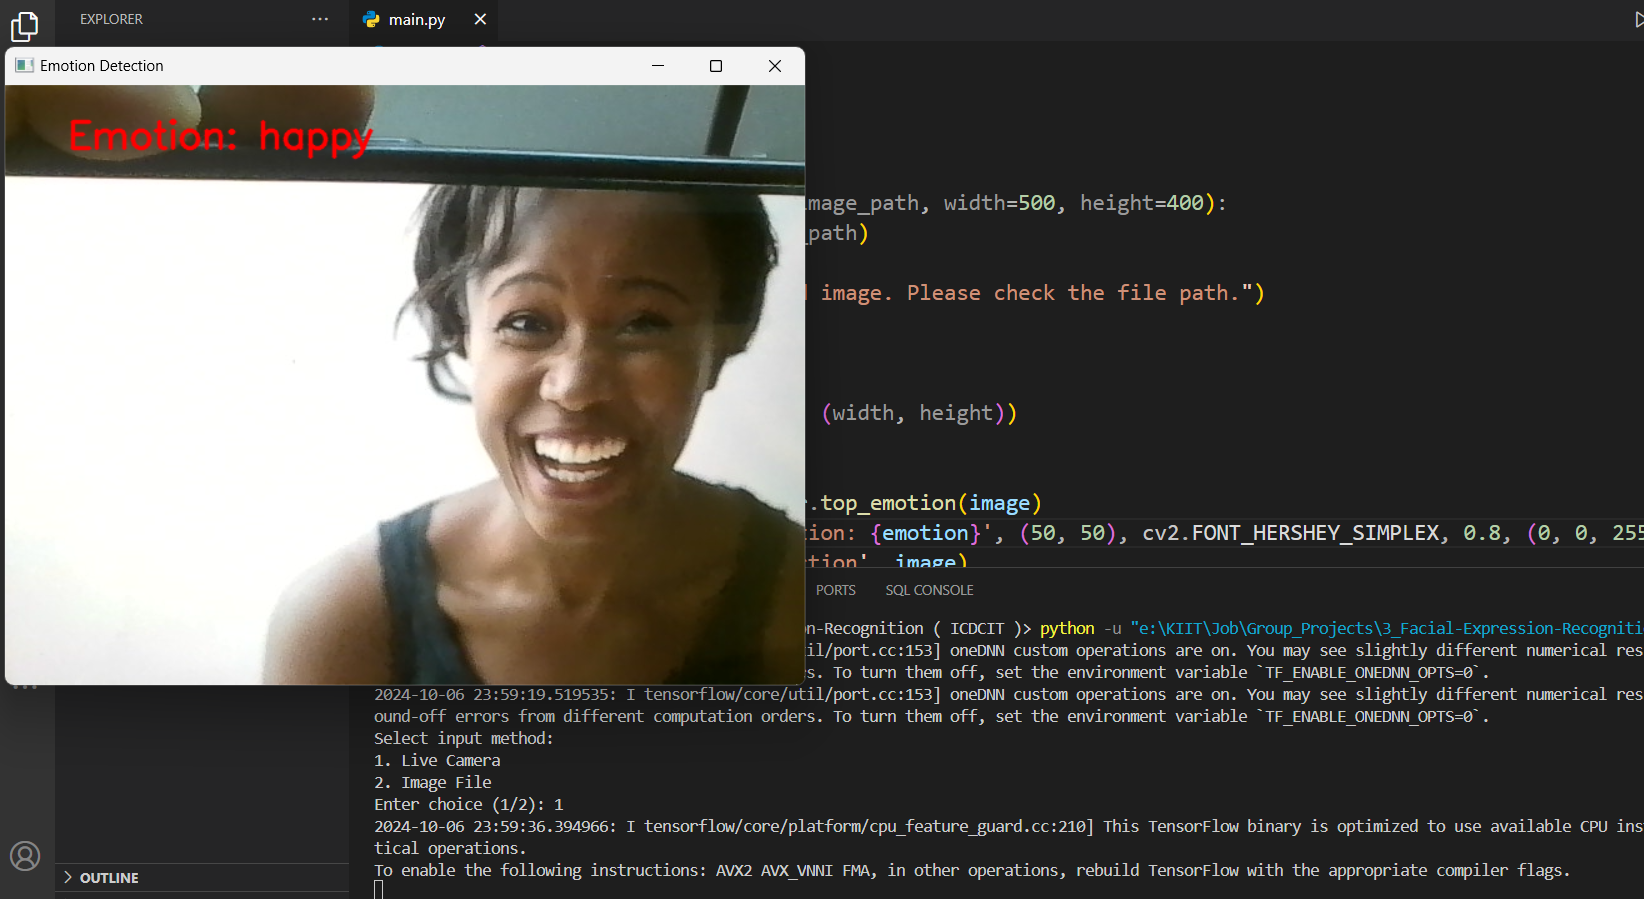 EXPLORER
main.py
Emotion Detection
Emotion: happy
image_path, width=500, height=400):
_path)
image. Please check the file path.")
(width, height))
.top_emotion(image)
tion: {emotion}', (50, 50), cv2.FONT_HERSHEY_SIMPLEX, 0.8, (0, 0, 255
ction', image)
PORTS
SQL CONSOLE
n-Recognition ( ICDCIT )> python -u "e:\KIIT\Job\Group_Projects\3_Facial-Expression-Recogniti
til/port.cc:153] oneDNN custom operations are on. You may see slightly different numerical res
s. To turn them off, set the environment variable `TF_ENABLE_ONEDNN_OPTS=0`.
2024-10-06 23:59:19.519535: I tensorflow/core/util/port.cc:153] oneDNN custom operations are on. You may see slightly different numerical res
ound-off errors from different computation orders. To turn them off, set the environment variable `TF_ENABLE_ONEDNN_OPTS=0`.
Select input method:
1. Live Camera
2. Image File
Enter choice (1/2): 1
2024-10-06 23:59:36.394966: I tensorflow/core/platform/cpu_feature_guard.cc:210] This TensorFlow binary is optimized to use available CPU ins
tical operations.
To enable the following instructions: AVX2 AVX_VNNI FMA, in other operations, rebuild TensorFlow with the appropriate compiler flags.
OUTLINE